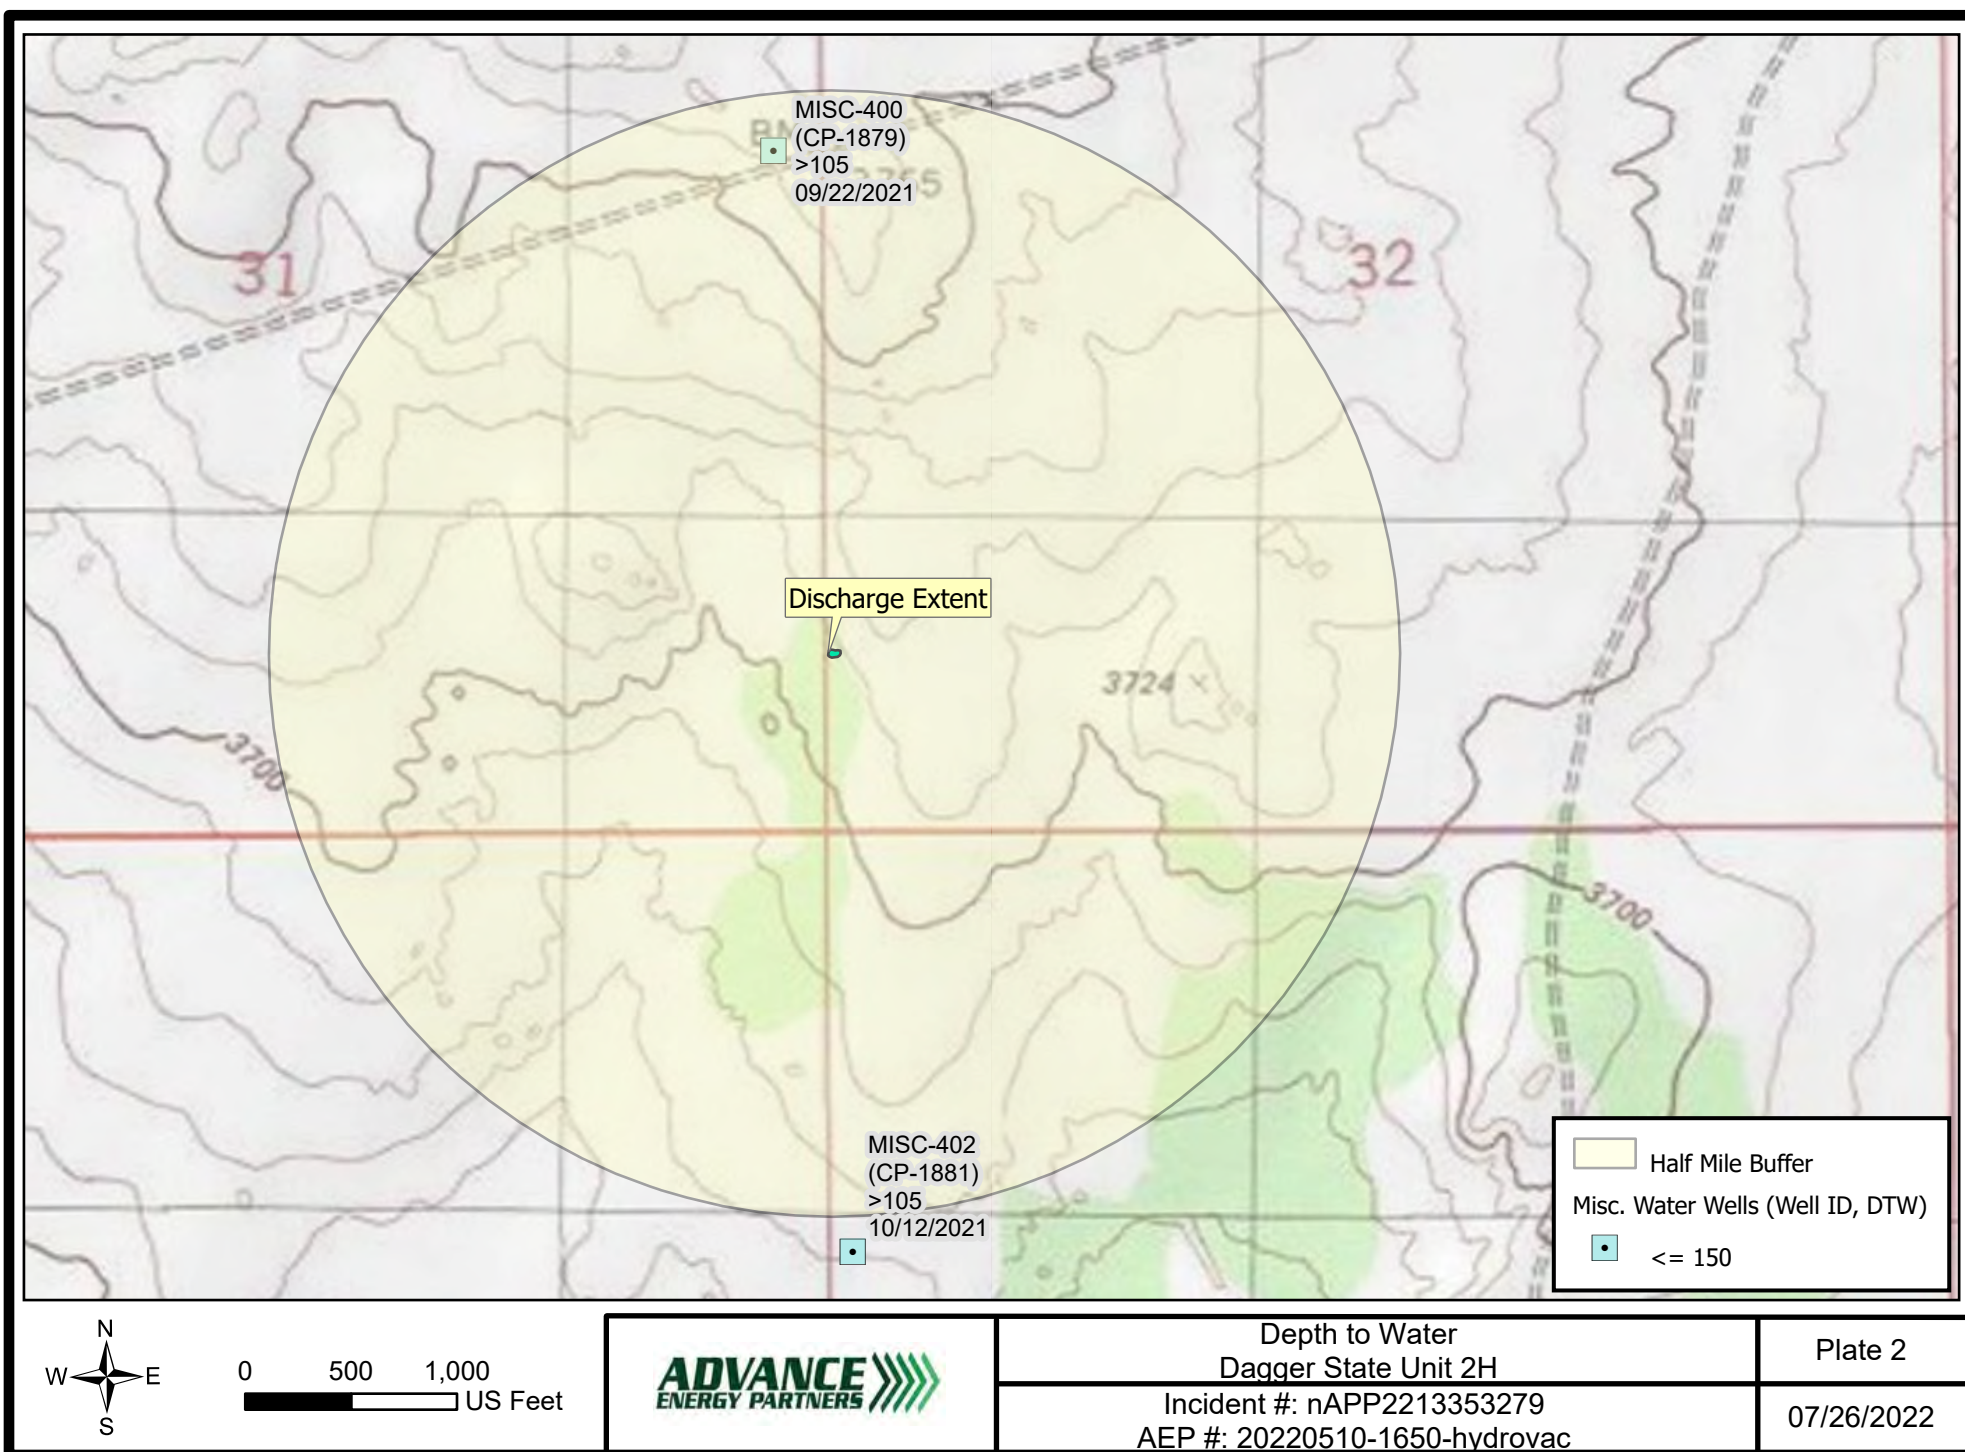 MISC-400
(CP-1879)
>105
09/22/2021
31
32
Discharge Extent
3724
3700
3700
MISC-402
(CP-1881)
>105
10/12/2021
Half Mile Buffer
Misc. Water Wells (Well ID, DTW)
<= 150
N
W E
S
0 500 1,000
US Feet
ADVANCE
ENERGY PARTNERS
Depth to Water
Dagger State Unit 2H
Incident #: nAPP2213353279
AEP #: 20220510-1650-hydrovac
Plate 2
07/26/2022